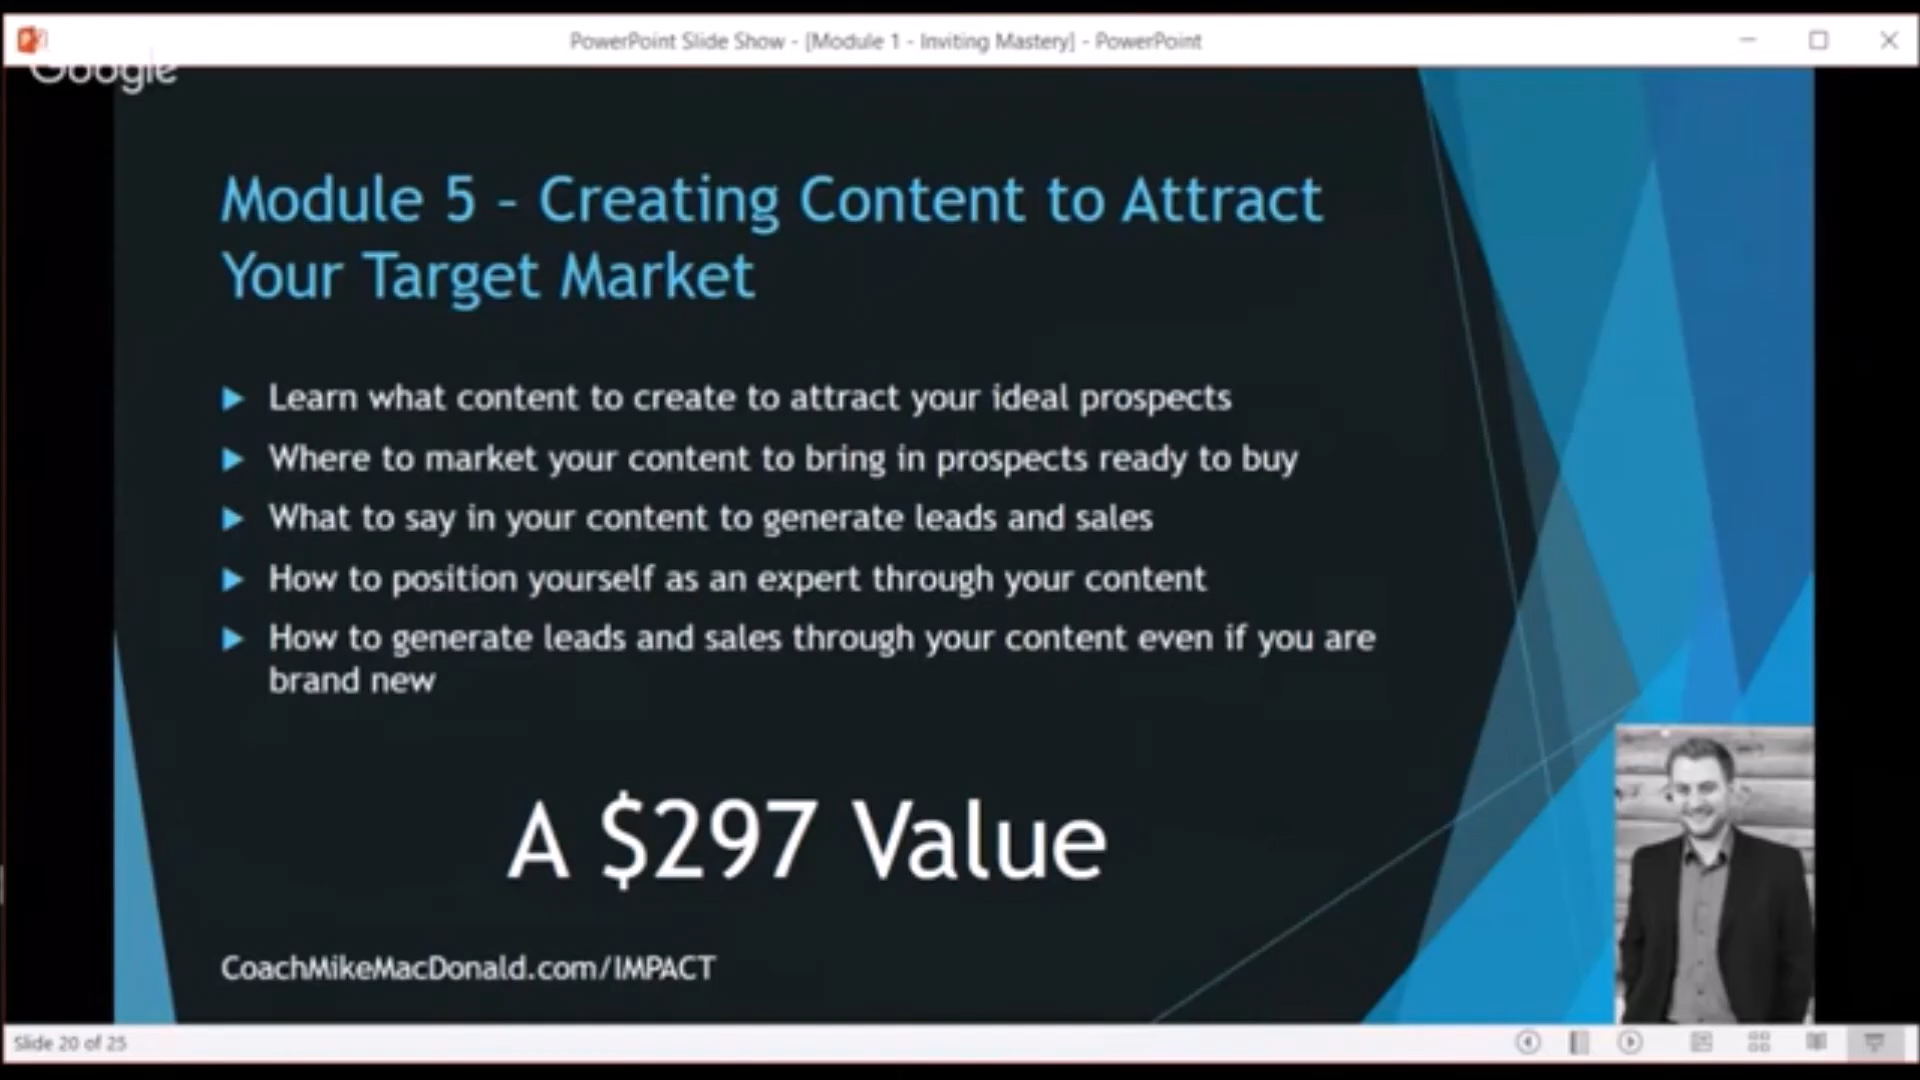 PowerPoint Slide Show - [Module 1 - Inviting Mastery] - PowerPoint
Google
Module 5 – Creating Content to Attract
Your Target Market
Learn what content to create to attract your ideal prospects
Where to market your content to bring in prospects ready to buy
What to say in your content to generate leads and sales
How to position yourself as an expert through your content
How to generate leads and sales through your content even if you are
brand new
A $297 Value
CoachMikeMacDonald.com/IMPACT
Slide 20 of 25